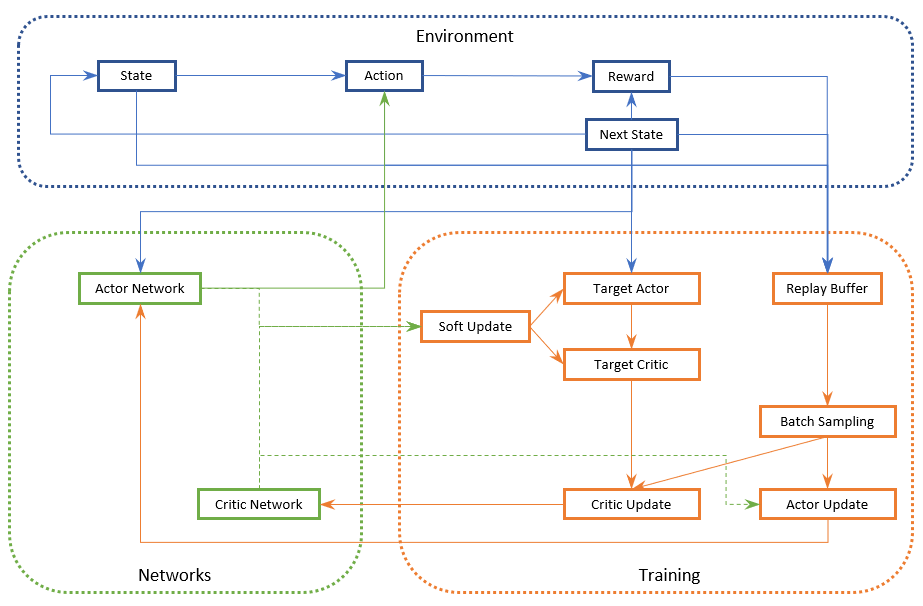 Environment
State
Action
Reward
Next State
Actor Network
Target Actor
Replay Buffer
Soft Update
Target Critic
Batch Sampling
Critic Network
Critic Update
Actor Update
Networks
Training